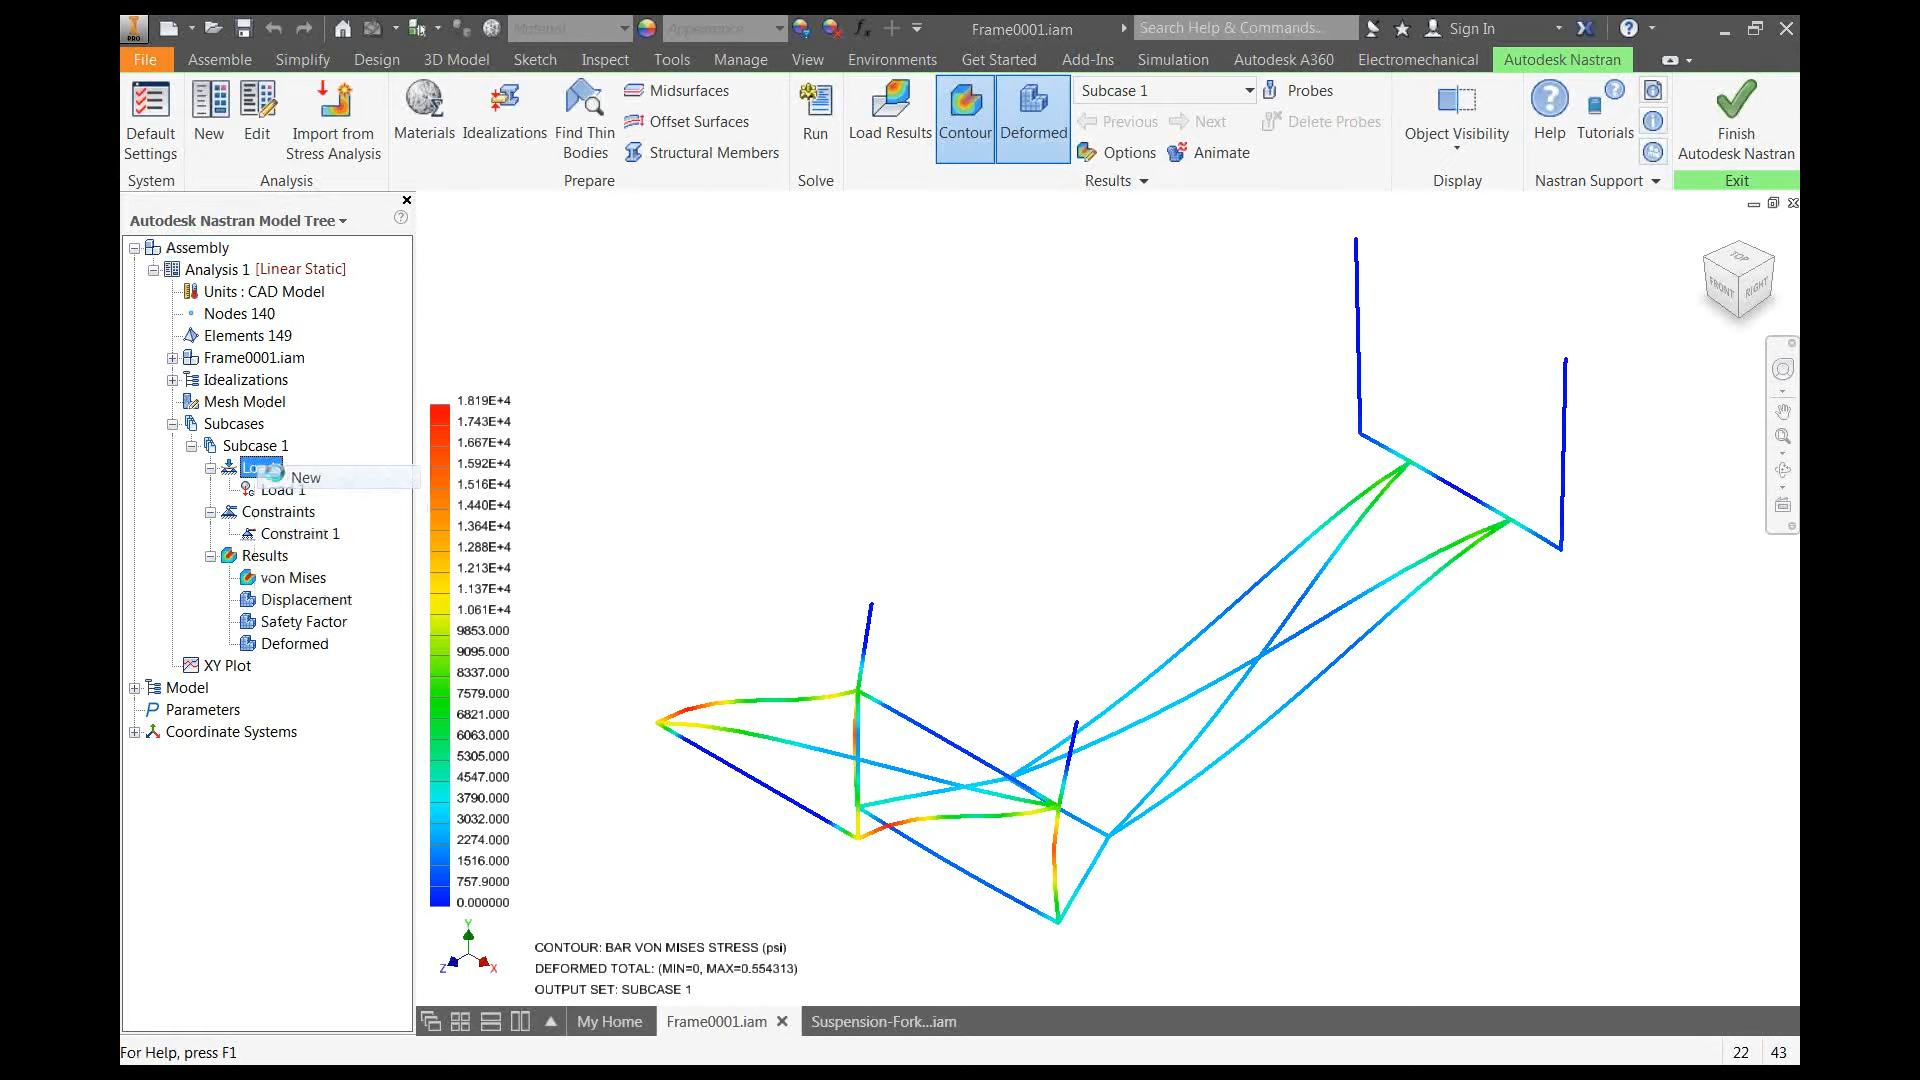 PRO
Material
Appearance
Frame0001.iam
Search Help & Commands...
Sign In
File
Assemble
Simplify
Design
3D Model
Sketch
Inspect
Tools
Manage
View
Environments
Get Started
Add-Ins
Simulation
Autodesk A360
Electromechanical
Autodesk Nastran
Default
Settings
New
Edit
Import from
Stress Analysis
Materials
Idealizations
Find Thin
Bodies
Midsurfaces
Offset Surfaces
Structural Members
Run
Load Results
Contour
Deformed
Subcase 1
Previous
Next
Options
Animate
Probes
Delete Probes
Object Visibility
Help
Tutorials
Finish
Autodesk Nastran
System
Analysis
Prepare
Solve
Results
Display
Nastran Support
Exit
Autodesk Nastran Model Tree
Assembly
Analysis 1 [Linear Static]
Units : CAD Model
Nodes 140
Elements 149
Frame0001.iam
Idealizations
Mesh Model
Subcases
Subcase 1
New
Load 1
Constraints
Constraint 1
Results
von Mises
Displacement
Safety Factor
Deformed
XY Plot
Model
Parameters
Coordinate Systems
1.819E+4
1.743E+4
1.667E+4
1.592E+4
1.516E+4
1.440E+4
1.364E+4
1.288E+4
1.213E+4
1.137E+4
1.061E+4
9853.000
9095.000
8337.000
7579.000
6821.000
6063.000
5305.000
4547.000
3790.000
3032.000
2274.000
1516.000
757.9000
0.000000
TOP
FRONT
RIGHT
Y
Z
X
CONTOUR: BAR VON MISES STRESS (psi)
DEFORMED TOTAL: (MIN=0, MAX=0.554313)
OUTPUT SET: SUBCASE 1
My Home
Frame0001.iam
Suspension-Fork...iam
For Help, press F1
22
43